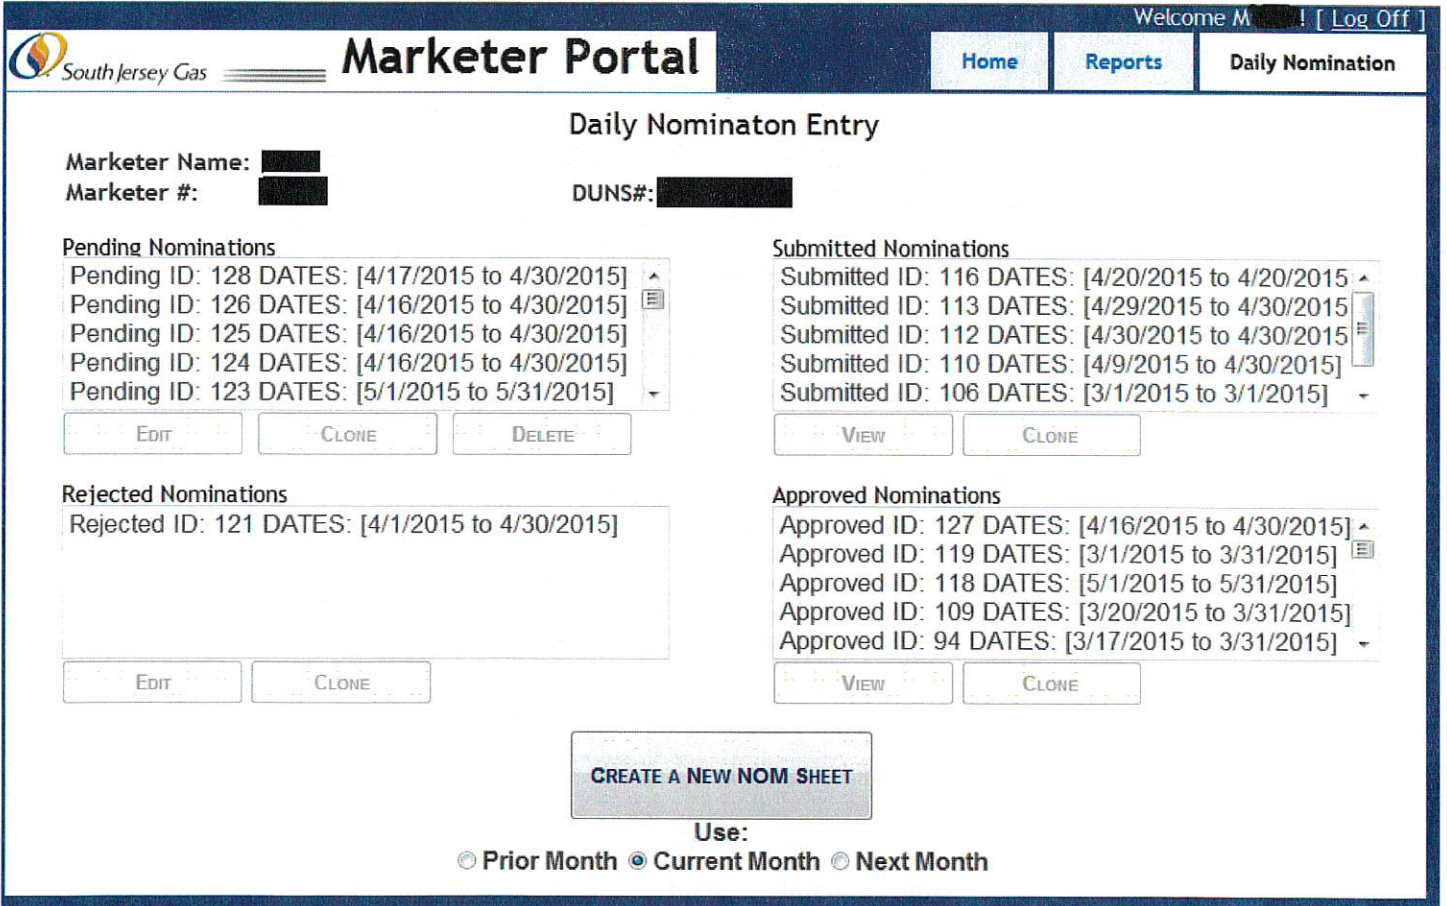 Welcome M ! [ Log Off ]
South Jersey Gas
Marketer Portal
Home
Reports
Daily Nomination
Daily Nominaton Entry
Marketer Name:
Marketer #:
DUNS#:
Pending Nominations
Pending ID: 128 DATES: [4/17/2015 to 4/30/2015]
Pending ID: 126 DATES: [4/16/2015 to 4/30/2015]
Pending ID: 125 DATES: [4/16/2015 to 4/30/2015]
Pending ID: 124 DATES: [4/16/2015 to 4/30/2015]
Pending ID: 123 DATES: [5/1/2015 to 5/31/2015]
EDIT
CLONE
DELETE
Submitted Nominations
Submitted ID: 116 DATES: [4/20/2015 to 4/20/2015
Submitted ID: 113 DATES: [4/29/2015 to 4/30/2015
Submitted ID: 112 DATES: [4/30/2015 to 4/30/2015
Submitted ID: 110 DATES: [4/9/2015 to 4/30/2015]
Submitted ID: 106 DATES: [3/1/2015 to 3/1/2015]
VIEW
CLONE
Rejected Nominations
Rejected ID: 121 DATES: [4/1/2015 to 4/30/2015]
EDIT
CLONE
Approved Nominations
Approved ID: 127 DATES: [4/16/2015 to 4/30/2015]
Approved ID: 119 DATES: [3/1/2015 to 3/31/2015]
Approved ID: 118 DATES: [5/1/2015 to 5/31/2015]
Approved ID: 109 DATES: [3/20/2015 to 3/31/2015]
Approved ID: 94 DATES: [3/17/2015 to 3/31/2015]
VIEW
CLONE
CREATE A NEW NOM SHEET
Use:
Prior Month Current Month Next Month